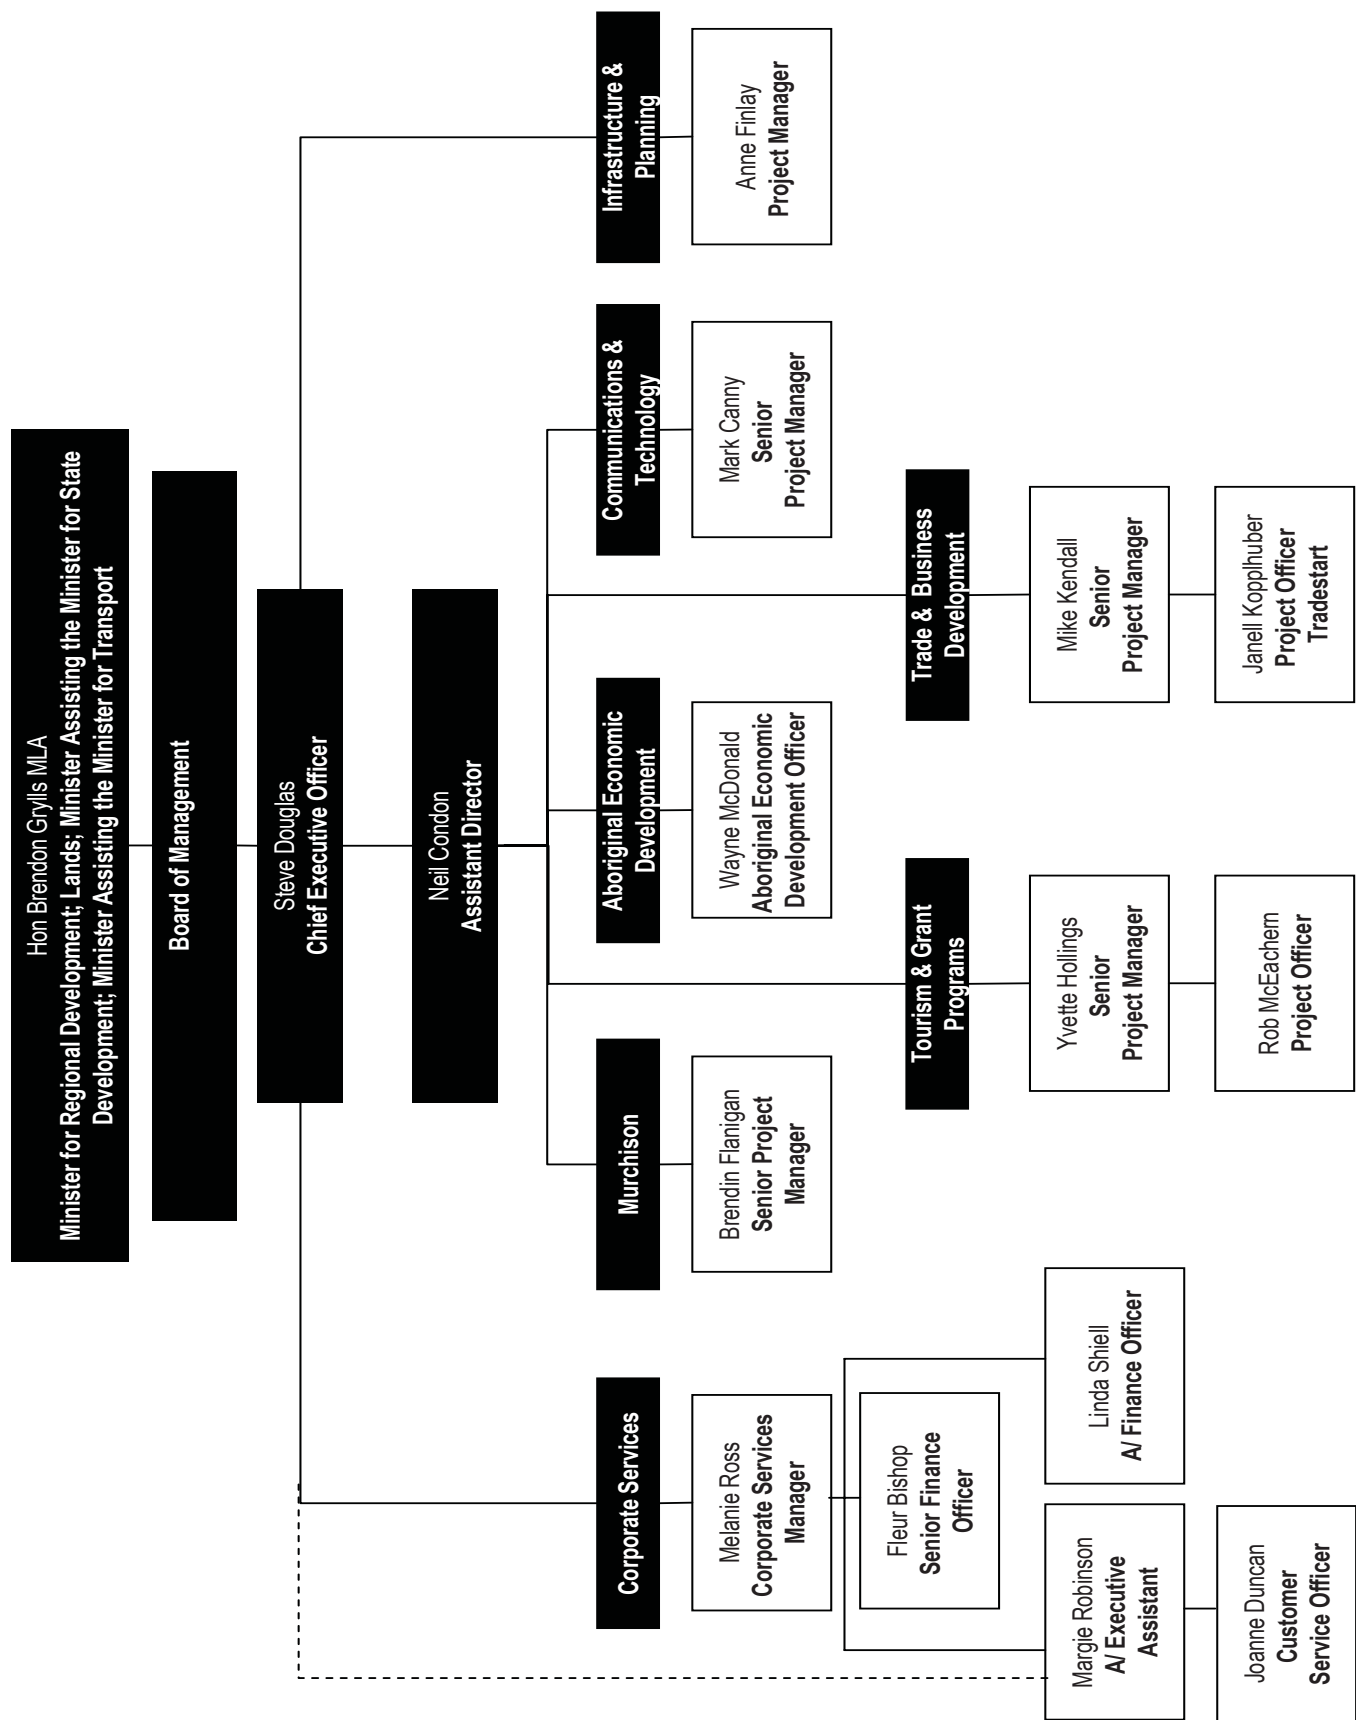 Hon Brendon Grylls MLA
Minister for Regional Development; Lands; Minister Assisting the Minister for State
Development; Minister Assisting the Minister for Transport
Board of Management
Steve Douglas
Chief Executive Officer
Neil Condon
Assistant Director
Corporate Services
Melanie Ross
Corporate Services
Manager
Fleur Bishop
Senior Finance
Officer
Margie Robinson
A/ Executive
Assistant
Linda Shiell
A/ Finance Officer
Joanne Duncan
Customer
Service Officer
Murchison
Brendin Flanigan
Senior Project
Manager
Tourism & Grant
Programs
Yvette Hollings
Senior
Project Manager
Rob McEachem
Project Officer
Aboriginal Economic
Development
Wayne McDonald
Aboriginal Economic
Development Officer
Trade &  Business
Development
Mike Kendall
Senior
Project Manager
Janell Kopplhuber
Project Officer
Tradestart
Communications &
Technology
Mark Canny
Senior
Project Manager
Infrastructure &
Planning
Anne Finlay
Project Manager